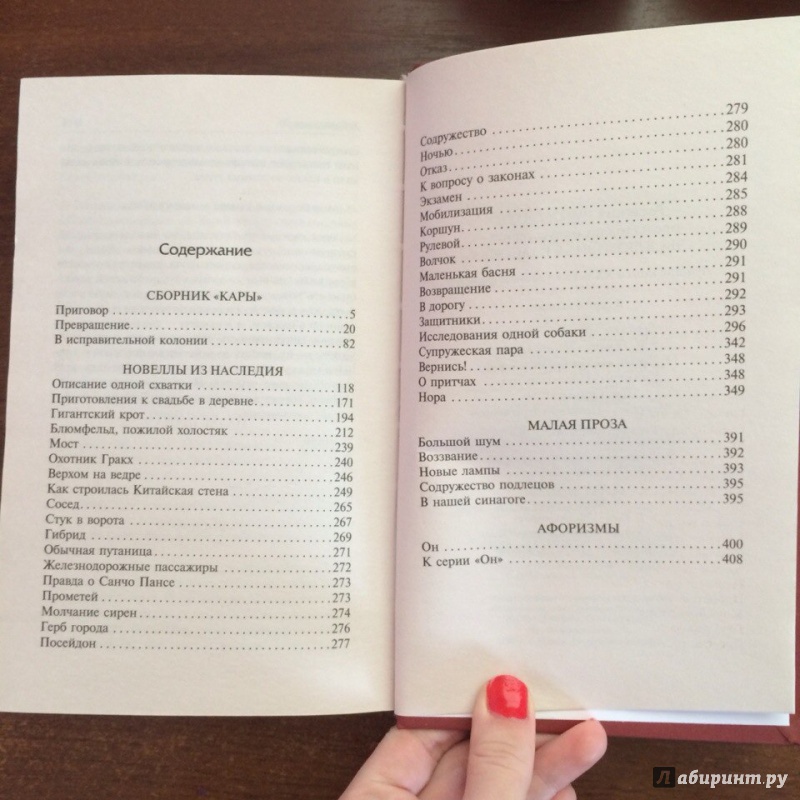 Содержание
СБОРНИК «КАРЫ»
Приговор ........ 5
Превращение ........ 20
В исправительной колонии ........ 82
НОВЕЛЛЫ ИЗ НАСЛЕДИЯ
Описание одной схватки ........ 118
Приготовления к свадьбе в деревне ........ 171
Гигантский крот ........ 194
Блюмфельд, пожилой холостяк ........ 212
Мост ........ 239
Охотник Гракх ........ 240
Верхом на ведре ........ 246
Как строилась Китайская стена ........ 249
Сосед ........ 265
Стук в ворота ........ 267
Гибрид ........ 269
Обычная путаница ........ 271
Железнодорожные пассажиры ........ 272
Правда о Санчо Пансе ........ 273
Прометей ........ 273
Молчание сирен ........ 274
Герб города ........ 276
Посейдон ........ 277
Содружество ........ 279
Ночью ........ 280
Отказ ........ 280
К вопросу о законах ........ 281
Экзамен ........ 284
Мобилизация ........ 285
Коршун ........ 288
Рулевой ........ 289
Волчок ........ 290
Маленькая басня ........ 291
Возвращение ........ 291
В дорогу ........ 292
Защитники ........ 293
Исследования одной собаки ........ 296
Супружеская пара ........ 342
Вернись! ........ 348
О притчах ........ 348
Нора ........ 349
МАЛАЯ ПРОЗА
Большой шум ........ 391
Воззвание ........ 392
Новые лампы ........ 393
Содружество подлецов ........ 395
В нашей синагоге ........ 395
АФОРИЗМЫ
Он ........ 400
К серии «Он» ........ 408
Лабиринт.ру